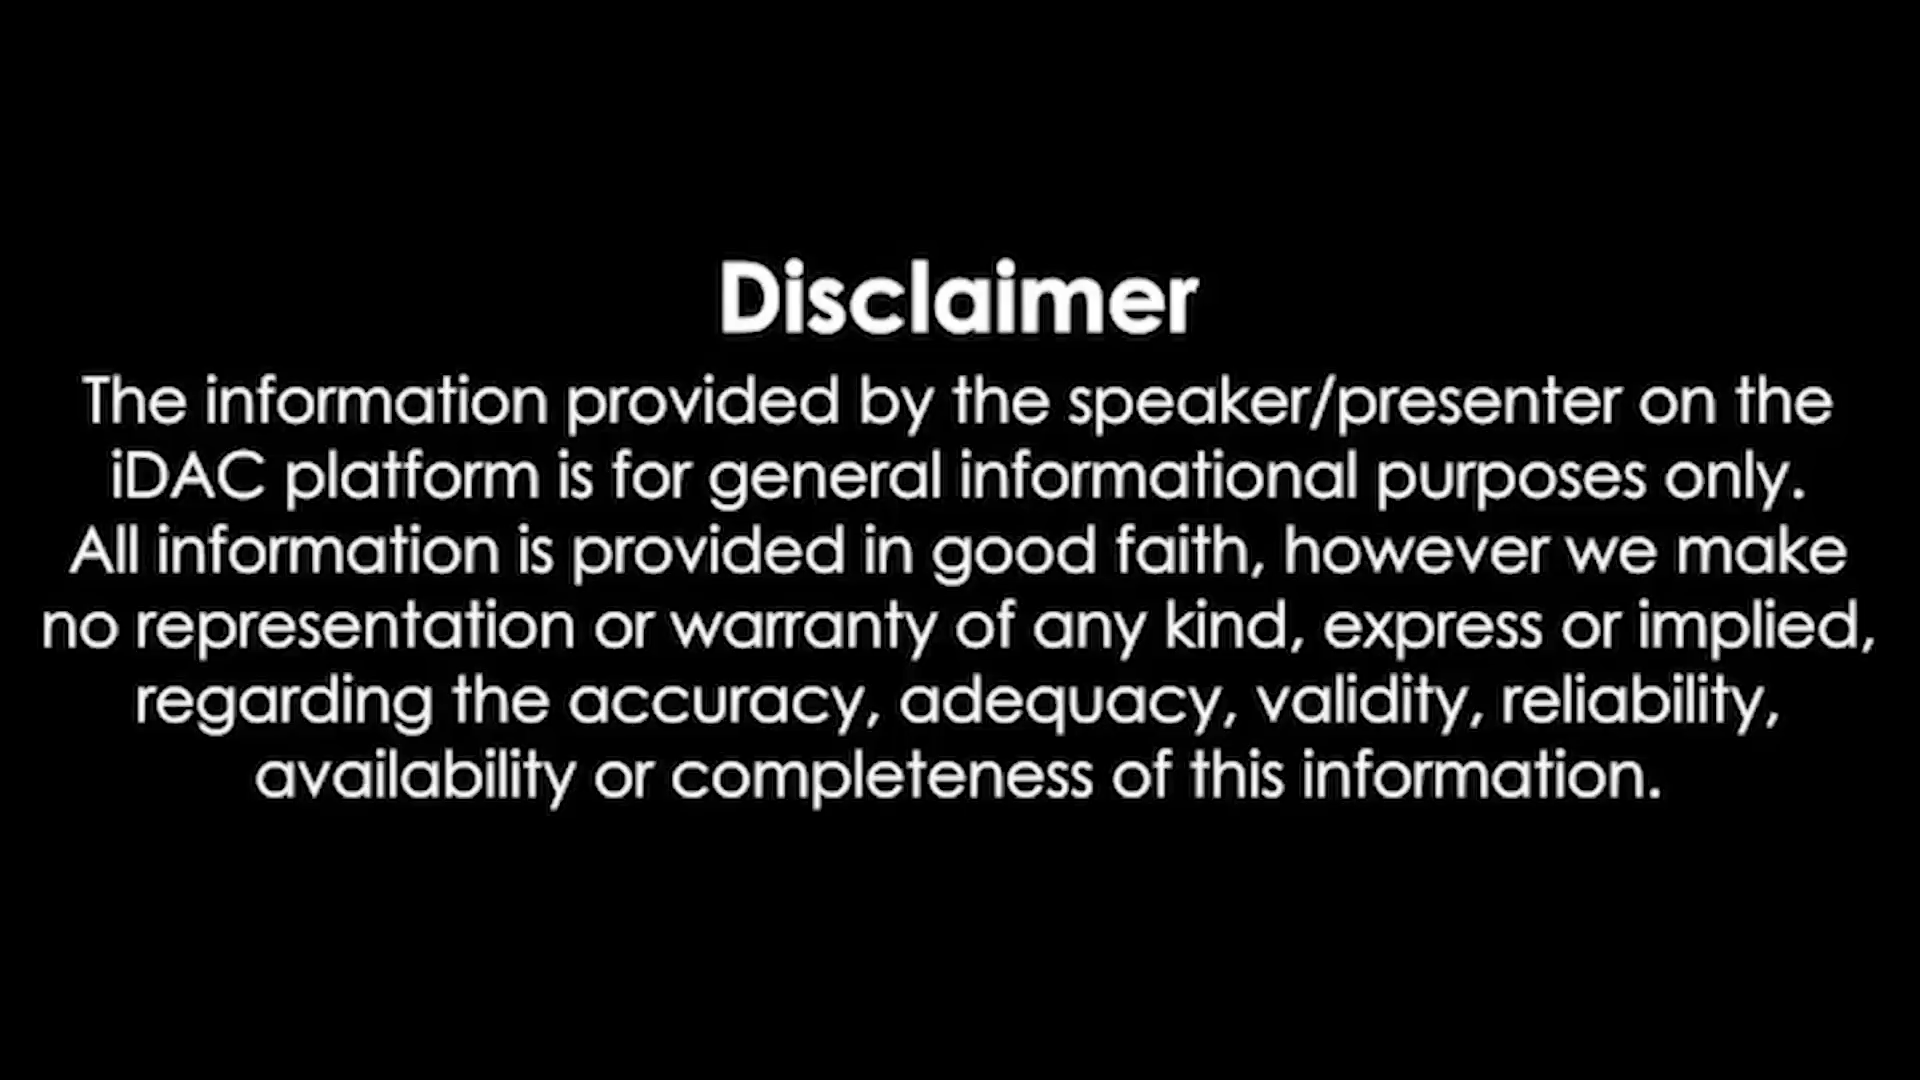 Disclaimer
The information provided by the speaker/presenter on the
iDAC platform is for general informational purposes only.
All information is provided in good faith, however we make
no representation or warranty of any kind, express or implied,
regarding the accuracy, adequacy, validity, reliability,
availability or completeness of this information.